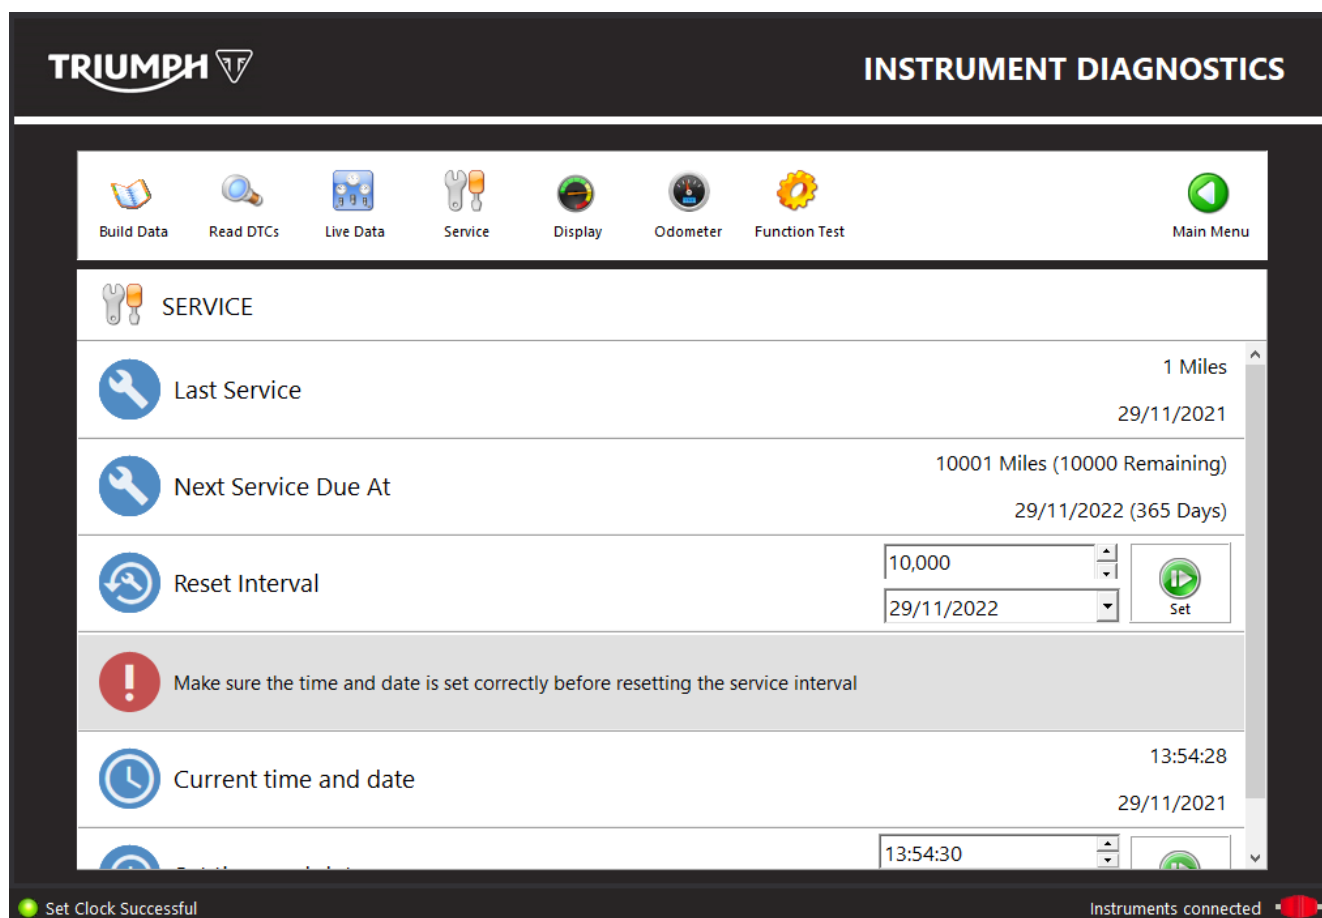 TRIUMPH
INSTRUMENT DIAGNOSTICS
Build Data Read DTCs Live Data Service Display Odometer Function Test Main Menu
SERVICE
Last Service
1 Miles
29/11/2021
Next Service Due At
10001 Miles (10000 Remaining)
29/11/2022 (365 Days)
Reset Interval
10,000
29/11/2022
Set
Make sure the time and date is set correctly before resetting the service interval
Current time and date
13:54:28
29/11/2021
13:54:30
Set Clock Successful
Instruments connected